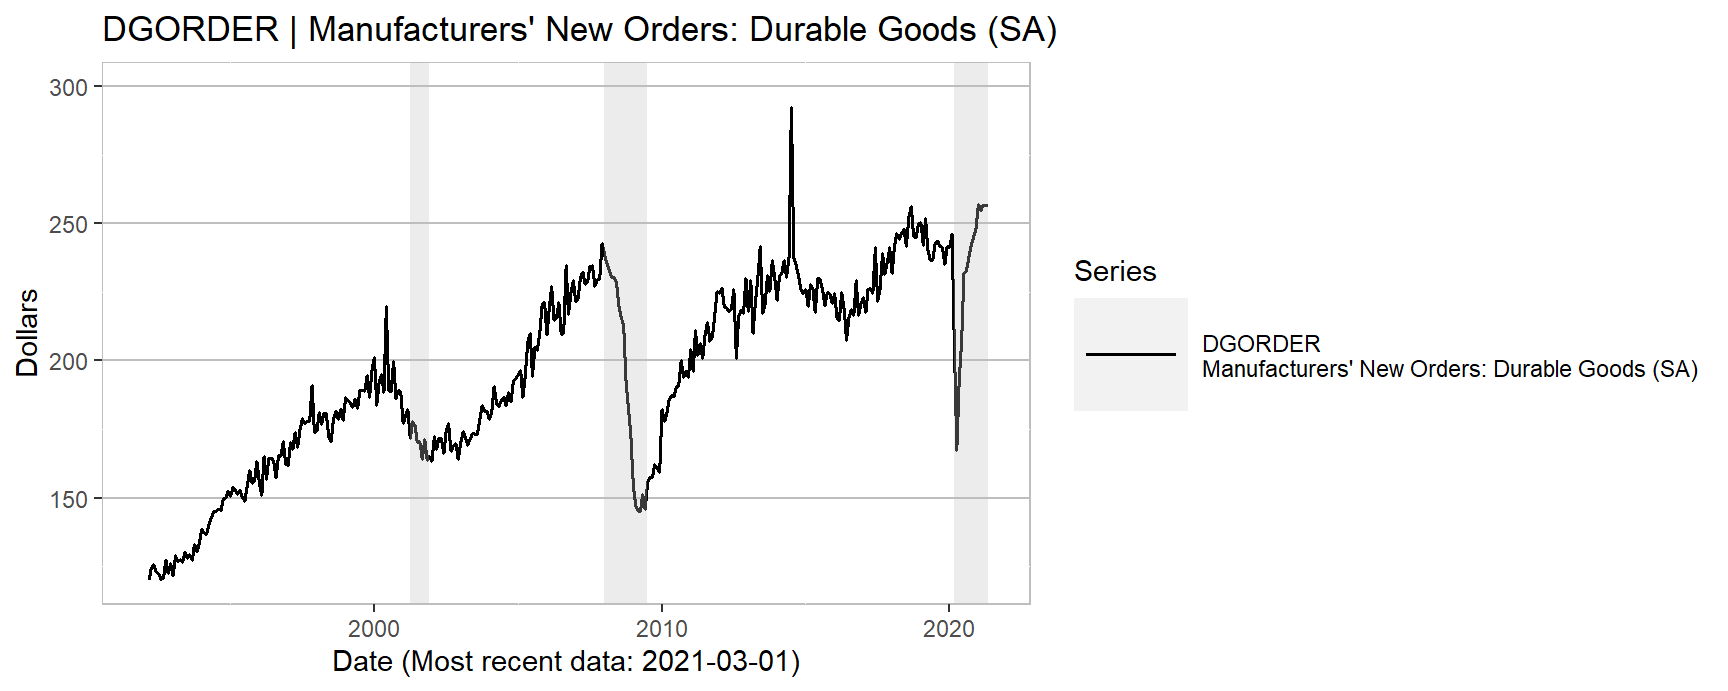 DGORDER | Manufacturers' New Orders: Durable Goods (SA)
300
250
200
150
Dollars
2000
2010
2020
Date (Most recent data: 2021-03-01)
Series
DGORDER
Manufacturers' New Orders: Durable Goods (SA)